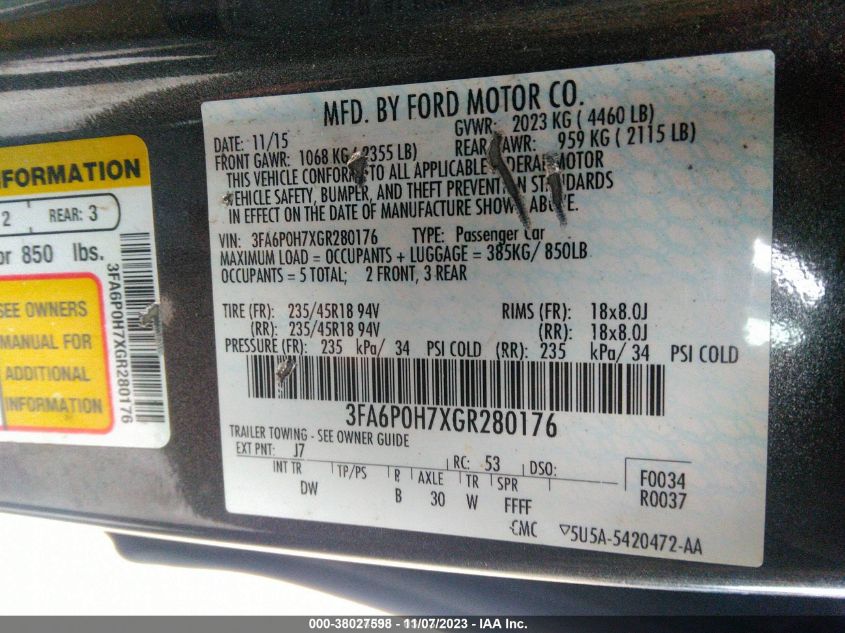 MFD. BY FORD MOTOR CO.
DATE: 11/15 GVWR: 2023 KG ( 4460 LB)
FRONT GAWR: 1068 KG ( 2355 LB) REAR GAWR: 959 KG ( 2115 LB)
THIS VEHICLE CONFORMS TO ALL APPLICABLE FEDERAL MOTOR
VEHICLE SAFETY, BUMPER, AND THEFT PREVENTION STANDARDS
IN EFFECT ON THE DATE OF MANUFACTURE SHOWN ABOVE.
VIN: 3FA6P0H7XGR280176 TYPE: Passenger Car
MAXIMUM LOAD = OCCUPANTS + LUGGAGE = 385KG/ 850LB
OCCUPANTS = 5 TOTAL; 2 FRONT, 3 REAR
TIRE (FR): 235/45R18 94V RIMS (FR): 18x8.0J
(RR): 235/45R18 94V (RR): 18x8.0J
PRESSURE (FR): 235 kPa/ 34 PSI COLD (RR): 235 kPa/ 34 PSI COLD
3FA6P0H7XGR280176
TRAILER TOWING - SEE OWNER GUIDE
EXT PNT: J7 RC: 53 DSO:
INT TR TP/PS R AXLE TR SPR
DW B 30 W FFFF
F0034
R0037
CMC ▽5U5A-5420472-AA
NFORMATION
2 REAR: 3
or 850 lbs.
SEE OWNERS
MANUAL FOR
ADDITIONAL
INFORMATION
3FA6P0H7XGR280176
000-38027598 - 11/07/2023 - IAA Inc.